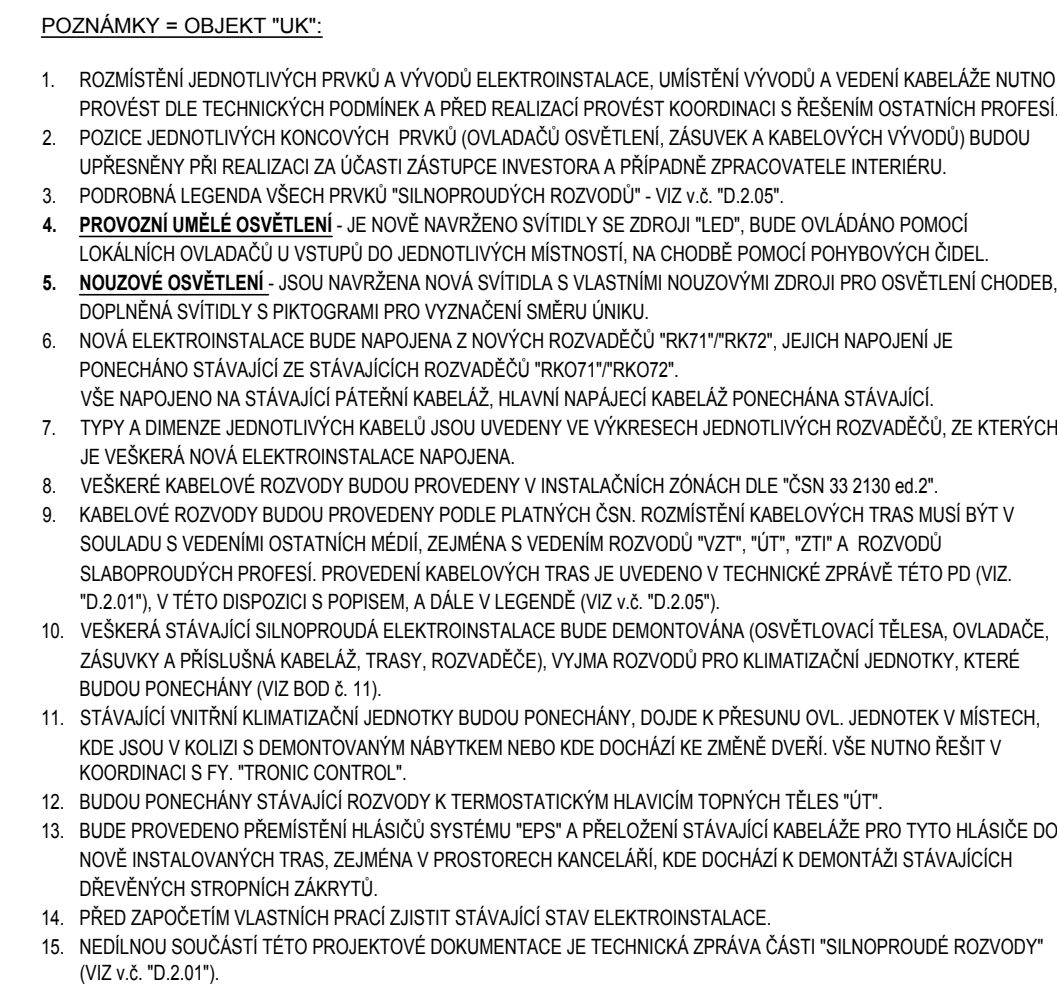 POZNÁMKY = OBJEKT "UK":
1. ROZMÍSTĚNÍ JEDNOTLIVÝCH PRVKŮ A VÝVODŮ ELEKTROINSTALACE, UMÍSTĚNÍ VÝVODŮ A VEDENÍ KABELÁŽE NUTNO
PROVÉST DLE TECHNICKÝCH PODMÍNEK A PŘED REALIZACÍ PROVÉST KOORDINACI S ŘEŠENÍM OSTATNÍCH PROFESÍ.
2. POZICE JEDNOTLIVÝCH KONCOVÝCH PRVKŮ (OVLADAČŮ OSVĚTLENÍ, ZÁSUVEK A KABELOVÝCH VÝVODŮ) BUDOU
UPŘESNĚNY PŘI REALIZACI ZA ÚČASTI ZÁSTUPCE INVESTORA A PŘÍPADNĚ ZPRACOVATELE INTERIÉRU.
3. PODROBNÁ LEGENDA VŠECH PRVKŮ "SILNOPROUDÝCH ROZVODŮ" - VIZ v.č. "D.2.05".
4. PROVOZNÍ UMĚLÉ OSVĚTLENÍ - JE NOVĚ NAVRŽENO SVÍTIDLY SE ZDROJI "LED", BUDE OVLÁDÁNO POMOCÍ
LOKÁLNÍCH OVLADAČŮ U VSTUPŮ DO JEDNOTLIVÝCH MÍSTNOSTÍ, NA CHODBĚ POMOCÍ POHYBOVÝCH ČIDEL.
5. NOUZOVÉ OSVĚTLENÍ - JSOU NAVRŽENA NOVÁ SVÍTIDLA S VLASTNÍMI NOUZOVÝMI ZDROJI PRO OSVĚTLENÍ CHODEB,
DOPLNĚNÁ SVÍTIDLY S PIKTOGRAMI PRO VYZNAČENÍ SMĚRU ÚNIKU.
6. NOVÁ ELEKTROINSTALACE BUDE NAPOJENA Z NOVÝCH ROZVADĚČŮ "RK71"/"RK72", JEJICH NAPOJENÍ JE
PONECHÁNO STÁVAJÍCÍ ZE STÁVAJÍCÍCH ROZVADĚČŮ "RKO71"/"RKO72".
VŠE NAPOJENO NA STÁVAJÍCÍ PÁTEŘNÍ KABELÁŽ, HLAVNÍ NAPÁJECÍ KABELÁŽ PONECHÁNA STÁVAJÍCÍ.
7. TYPY A DIMENZE JEDNOTLIVÝCH KABELŮ JSOU UVEDENY VE VÝKRESECH JEDNOTLIVÝCH ROZVADĚČŮ, ZE KTERÝCH
JE VEŠKERÁ NOVÁ ELEKTROINSTALACE NAPOJENA.
8. VEŠKERÉ KABELOVÉ ROZVODY BUDOU PROVEDENY V INSTALAČNÍCH ZÓNÁCH DLE "ČSN 33 2130 ed.2".
9. KABELOVÉ ROZVODY BUDOU PROVEDENY PODLE PLATNÝCH ČSN. ROZMÍSTĚNÍ KABELOVÝCH TRAS MUSÍ BÝT V
SOULADU S VEDENÍMI OSTATNÍCH MÉDIÍ, ZEJMÉNA S VEDENÍM ROZVODŮ "VZT", "ÚT", "ZTI" A ROZVODŮ
SLABOPROUDÝCH PROFESÍ. PROVEDENÍ KABELOVÝCH TRAS JE UVEDENO V TECHNICKÉ ZPRÁVĚ TÉTO PD (VIZ.
"D.2.01"), V TÉTO DISPOZICI S POPISEM, A DÁLE V LEGENDĚ (VIZ v.č. "D.2.05").
10. VEŠKERÁ STÁVAJÍCÍ SILNOPROUDÁ ELEKTROINSTALACE BUDE DEMONTOVÁNA (OSVĚTLOVACÍ TĚLESA, OVLADAČE,
ZÁSUVKY A PŘÍSLUŠNÁ KABELÁŽ, TRASY, ROZVADĚČE), VYJMA ROZVODŮ PRO KLIMATIZAČNÍ JEDNOTKY, KTERÉ
BUDOU PONECHÁNY (VIZ BOD č. 11).
11. STÁVAJÍCÍ VNITŘNÍ KLIMATIZAČNÍ JEDNOTKY BUDOU PONECHÁNY, DOJDE K PŘESUNU OVL. JEDNOTEK V MÍSTECH,
KDE JSOU V KOLIZI S DEMONTOVANÝM NÁBYTKEM NEBO KDE DOCHÁZÍ KE ZMĚNĚ DVEŘÍ. VŠE NUTNO ŘEŠIT V
KOORDINACI S FY. "TRONIC CONTROL".
12. BUDOU PONECHÁNY STÁVAJÍCÍ ROZVODY K TERMOSTATICKÝM HLAVICÍM TOPNÝCH TĚLES "ÚT".
13. BUDE PROVEDENO PŘEMÍSTĚNÍ HLÁSIČŮ SYSTÉMU "EPS" A PŘELOŽENÍ STÁVAJÍCÍ KABELÁŽE PRO TYTO HLÁSIČE DO
NOVĚ INSTALOVANÝCH TRAS, ZEJMÉNA V PROSTORECH KANCELÁŘÍ, KDE DOCHÁZÍ K DEMONTÁŽI STÁVAJÍCÍCH
DŘEVĚNÝCH STROPNÍCH ZÁKRYTŮ.
14. PŘED ZAPOČETÍM VLASTNÍCH PRACÍ ZJISTIT STÁVAJÍCÍ STAV ELEKTROINSTALACE.
15. NEDÍLNOU SOUČÁSTÍ TÉTO PROJEKTOVÉ DOKUMENTACE JE TECHNICKÁ ZPRÁVA ČÁSTI "SILNOPROUDÉ ROZVODY"
(VIZ v.č. "D.2.01").